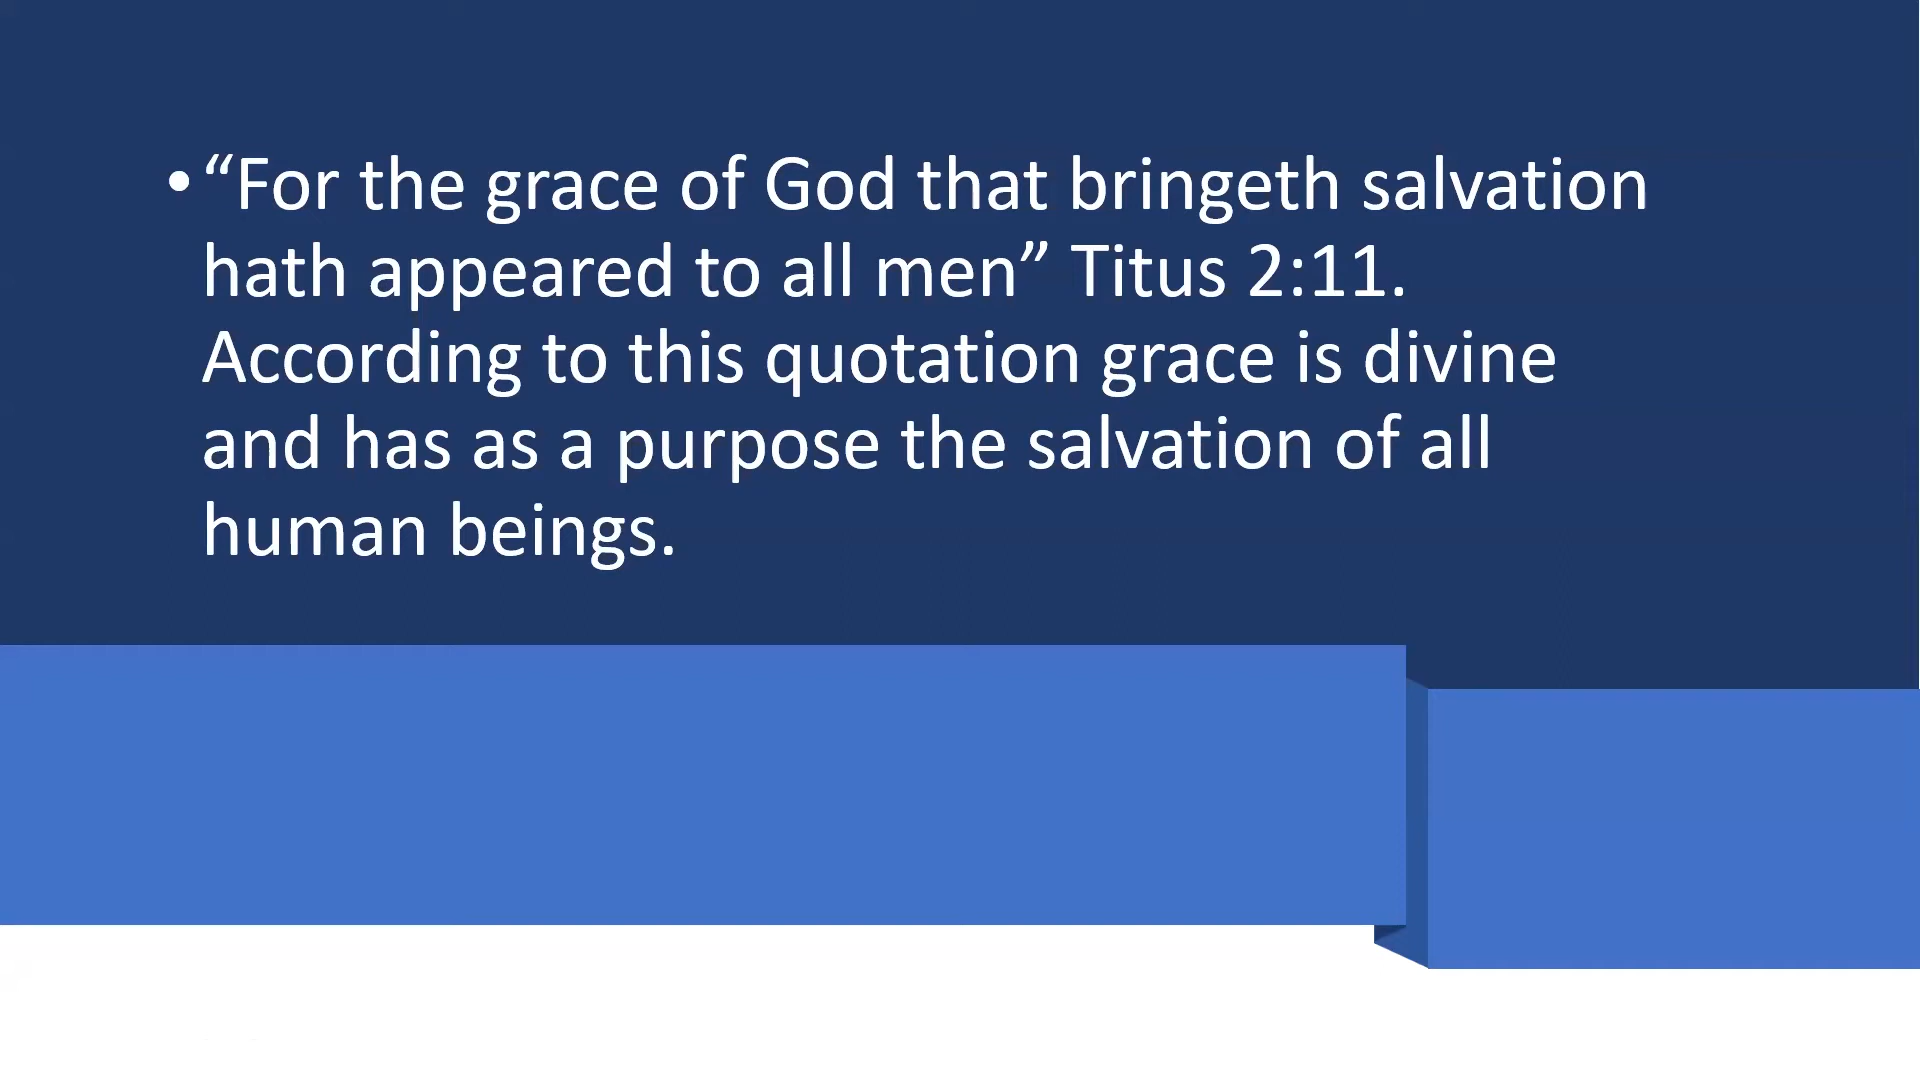 • “For the grace of God that bringeth salvation
hath appeared to all men” Titus 2:11.
According to this quotation grace is divine
and has as a purpose the salvation of all
human beings.